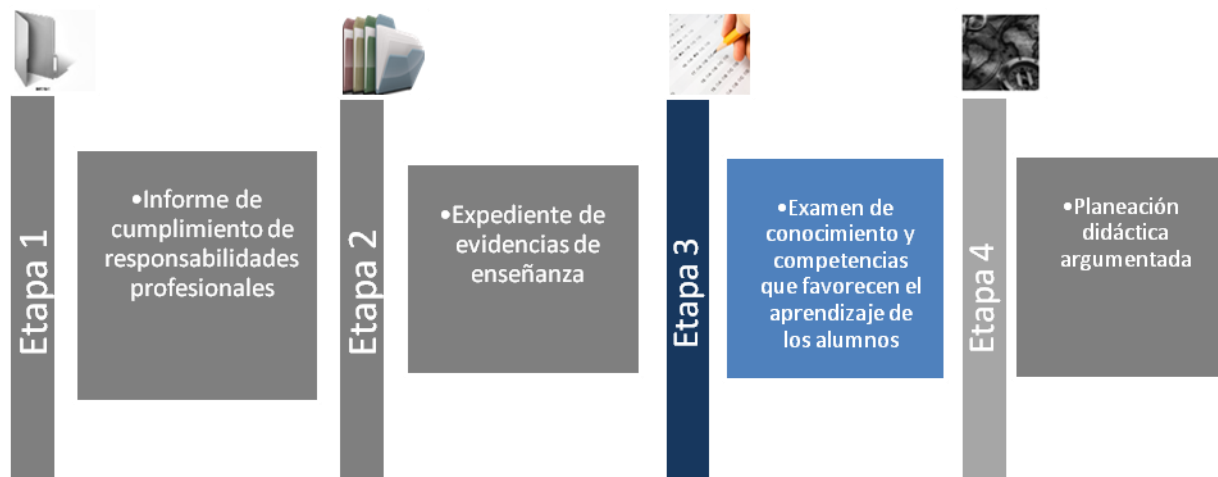 Etapa 1
•Informe de
cumplimiento de
responsabilidades
profesionales
Etapa 2
•Expediente de
evidencias de
enseñanza
Etapa 3
•Examen de
conocimiento y
competencias
que favorecen el
aprendizaje de
los alumnos
Etapa 4
•Planeación
didáctica
argumentada